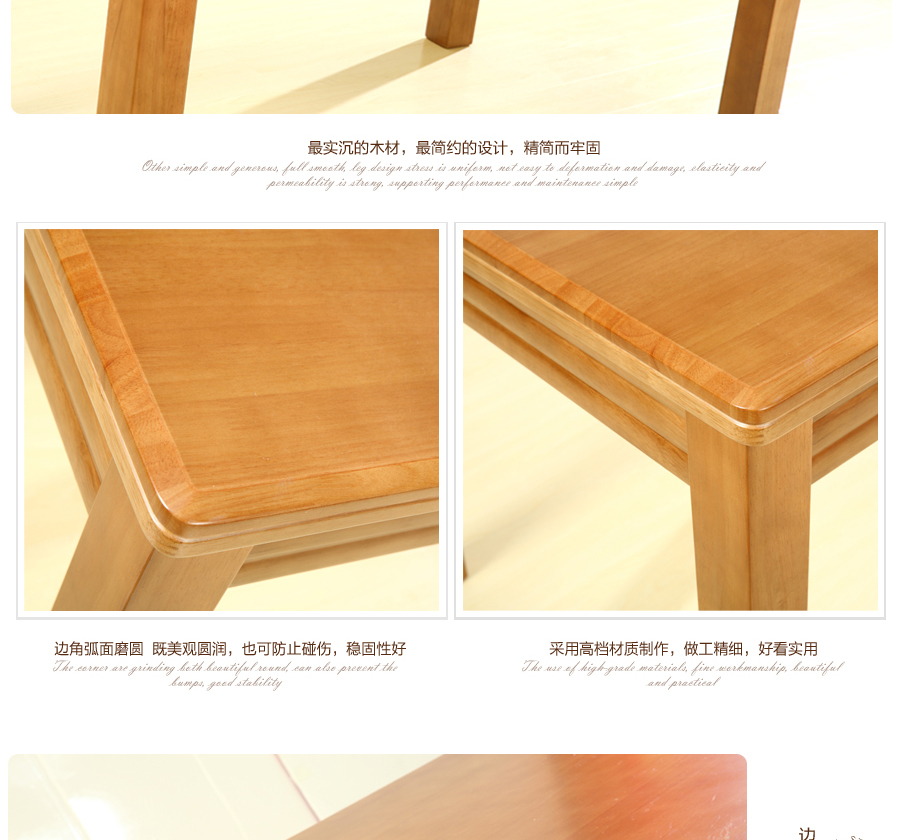 最实沉的木材，最简约的设计，精简而牢固
Other simple and generous, full smooth, leg design stress is uniform, not easy to deformation and damage, elasticity and
permeability is strong, supporting performance and maintenance simple
边角弧面磨圆 既美观圆润，也可防止碰伤，稳固性好
The corner are grinding both beautiful round, can also prevent the
bumps, good stability
采用高档材质制作，做工精细，好看实用
The use of high-grade materials, fine workmanship, beautiful
and practical
边